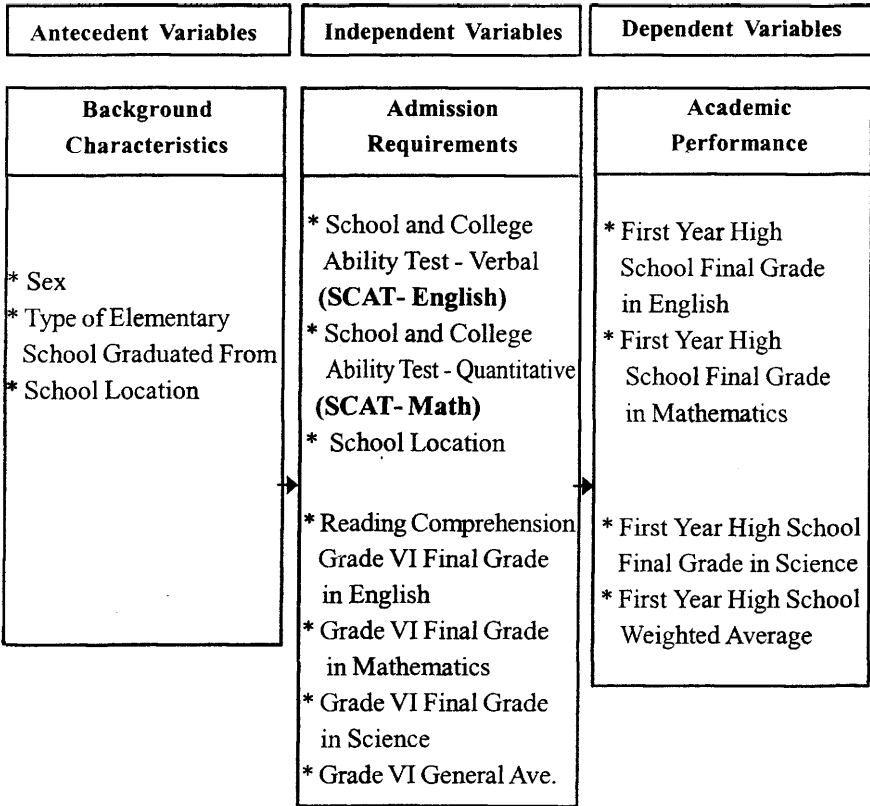 Antecedent Variables
Independent Variables
Dependent Variables
Background
Characteristics
* Sex
* Type of Elementary
School Graduated From
* School Location
Admission
Requirements
* School and College
Ability Test - Verbal
(SCAT- English)
* School and College
Ability Test - Quantitative
(SCAT- Math)
* School Location
* Reading Comprehension
Grade VI Final Grade
in English
* Grade VI Final Grade
in Mathematics
* Grade VI Final Grade
in Science
* Grade VI General Ave.
Academic
Performance
* First Year High
School Final Grade
in English
* First Year High
School Final Grade
in Mathematics
* First Year High School
Final Grade in Science
* First Year High School
Weighted Average